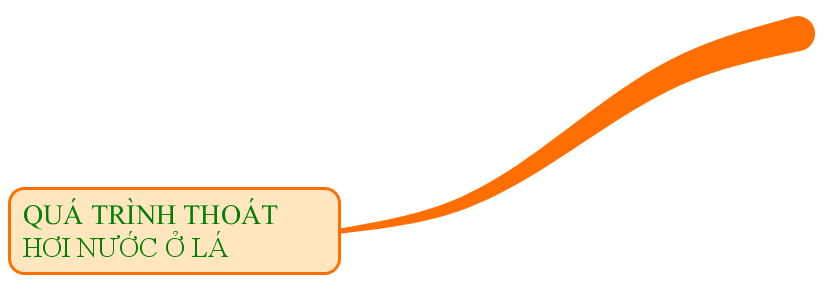 QUÁ TRÌNH THOÁT
HƠI NƯỚC Ở LÁ